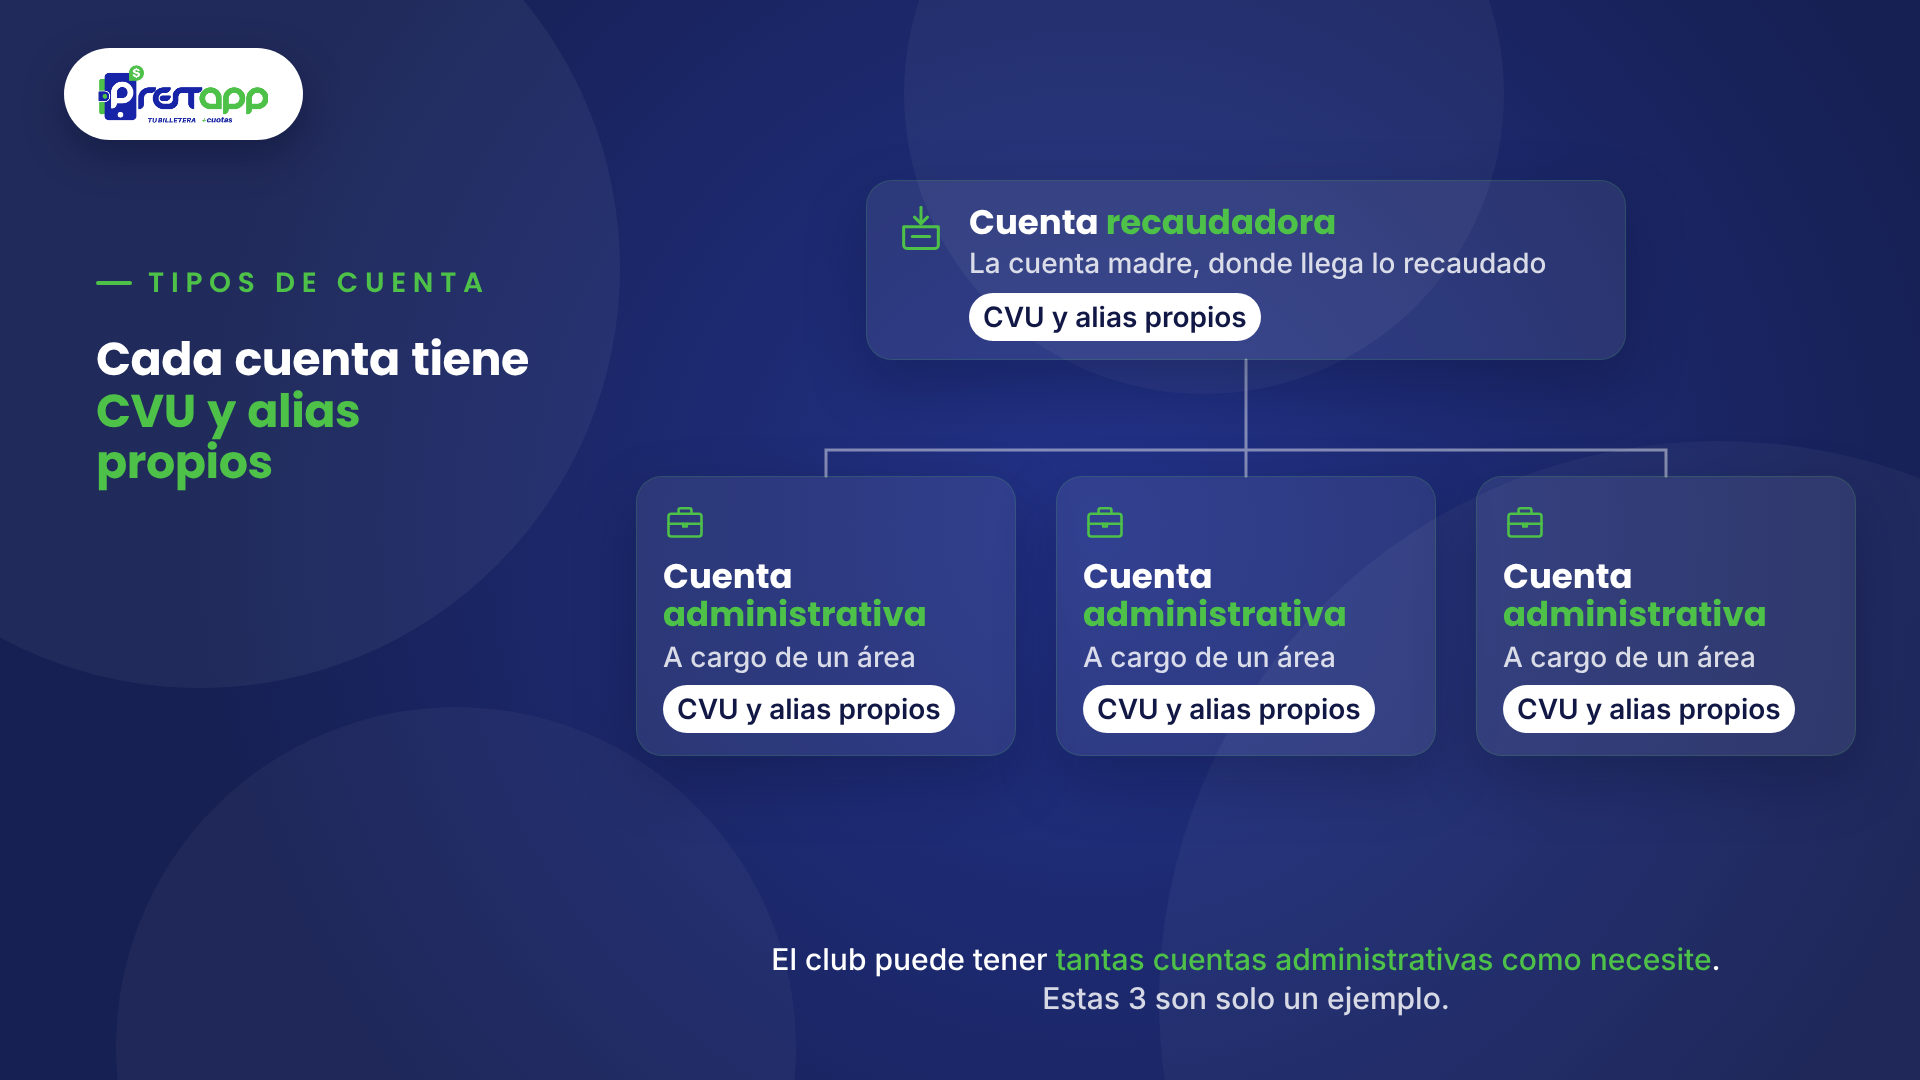 $
prestapp
TU BILLETERA +cuotas
TIPOS DE CUENTA
Cada cuenta tiene
CVU y alias
propios
Cuenta recaudadora
La cuenta madre, donde llega lo recaudado
CVU y alias propios
Cuenta
administrativa
A cargo de un área
CVU y alias propios
Cuenta
administrativa
A cargo de un área
CVU y alias propios
Cuenta
administrativa
A cargo de un área
CVU y alias propios
El club puede tener tantas cuentas administrativas como necesite.
Estas 3 son solo un ejemplo.